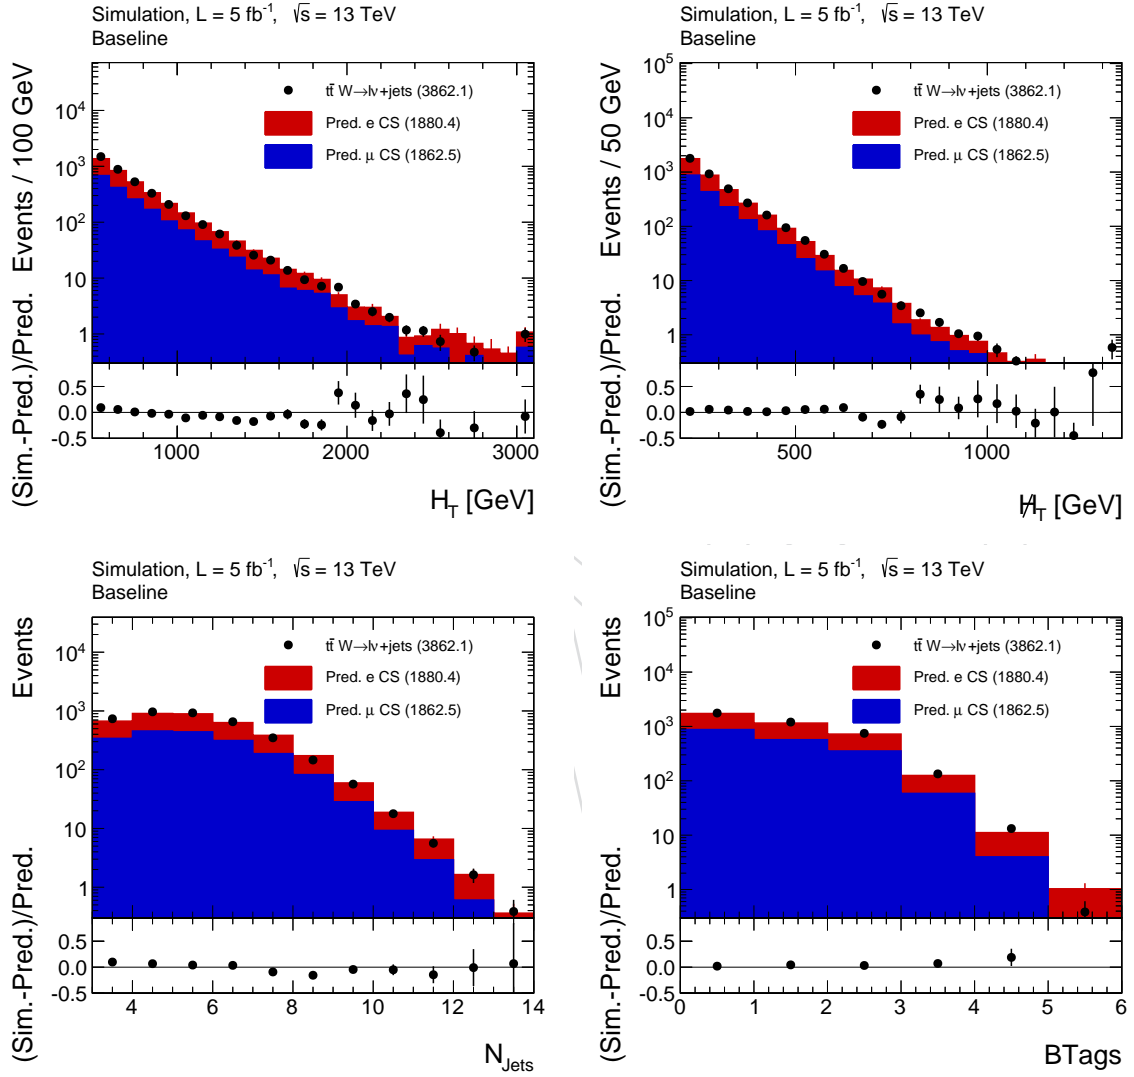 Simulation, L = 5 fb⁻¹, √s = 13 TeV
Baseline
Events / 100 GeV
(Sim.-Pred.)/Pred.
10⁴
10³
10²
10
1
tt̄ W→lν+jets (3862.1)
Pred. e CS (1880.4)
Pred. μ CS (1862.5)
0.5
0.0
-0.5
1000 2000 3000
H_T [GeV]
Simulation, L = 5 fb⁻¹, √s = 13 TeV
Baseline
Events / 50 GeV
(Sim.-Pred.)/Pred.
10⁵
10⁴
10³
10²
10
1
tt̄ W→lν+jets (3862.1)
Pred. e CS (1880.4)
Pred. μ CS (1862.5)
0.5
0.0
-0.5
500 1000
H̸_T [GeV]
Simulation, L = 5 fb⁻¹, √s = 13 TeV
Baseline
Events
(Sim.-Pred.)/Pred.
10⁴
10³
10²
10
1
tt̄ W→lν+jets (3862.1)
Pred. e CS (1880.4)
Pred. μ CS (1862.5)
0.5
0.0
-0.5
4 6 8 10 12 14
N_Jets
Simulation, L = 5 fb⁻¹, √s = 13 TeV
Baseline
Events
(Sim.-Pred.)/Pred.
10⁵
10⁴
10³
10²
10
1
tt̄ W→lν+jets (3862.1)
Pred. e CS (1880.4)
Pred. μ CS (1862.5)
0.5
0.0
-0.5
0 1 2 3 4 5 6
BTags